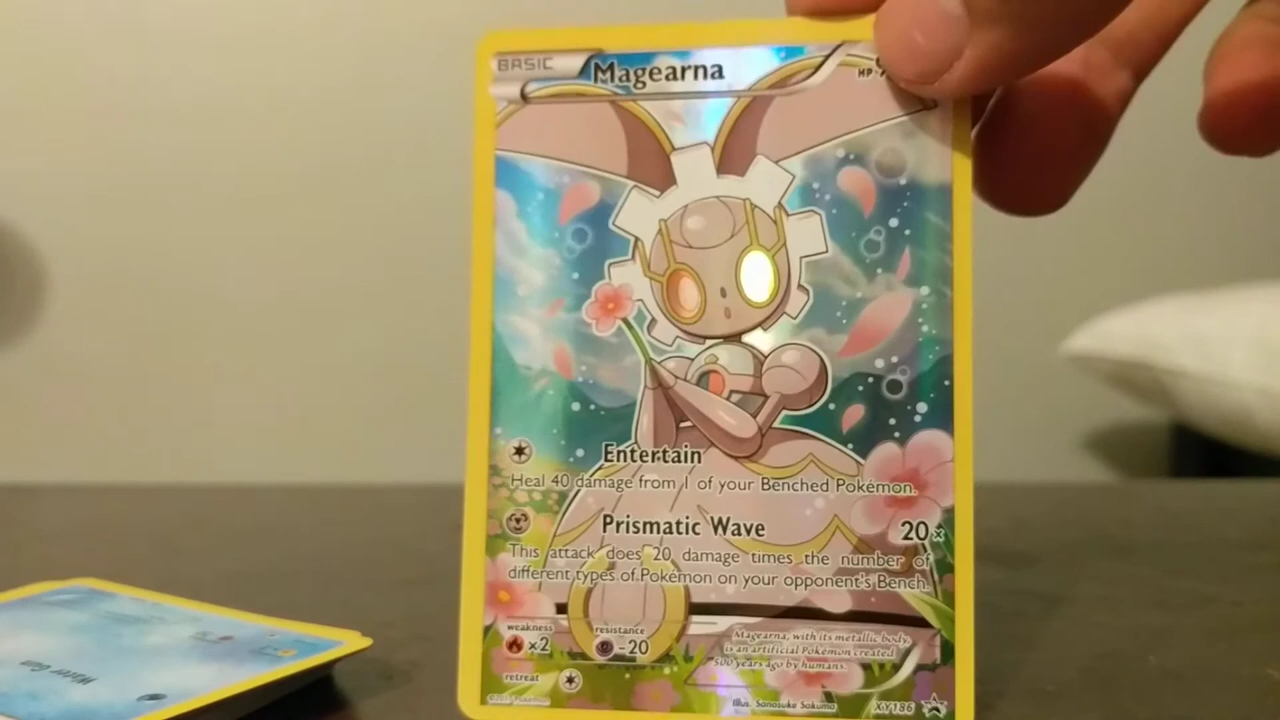 BASIC Magearna HP
Entertain
Heal 40 damage from 1 of your Benched Pokémon.
Prismatic Wave 20×
This attack does 20 damage times the number of
different types of Pokémon on your opponent's Bench.
weakness resistance
×2 -20
Magearna, with its metallic body,
is an artificial Pokémon created
500 years ago by humans.
retreat
Illus. Sanosuke Sakuma XY186
Water Gun